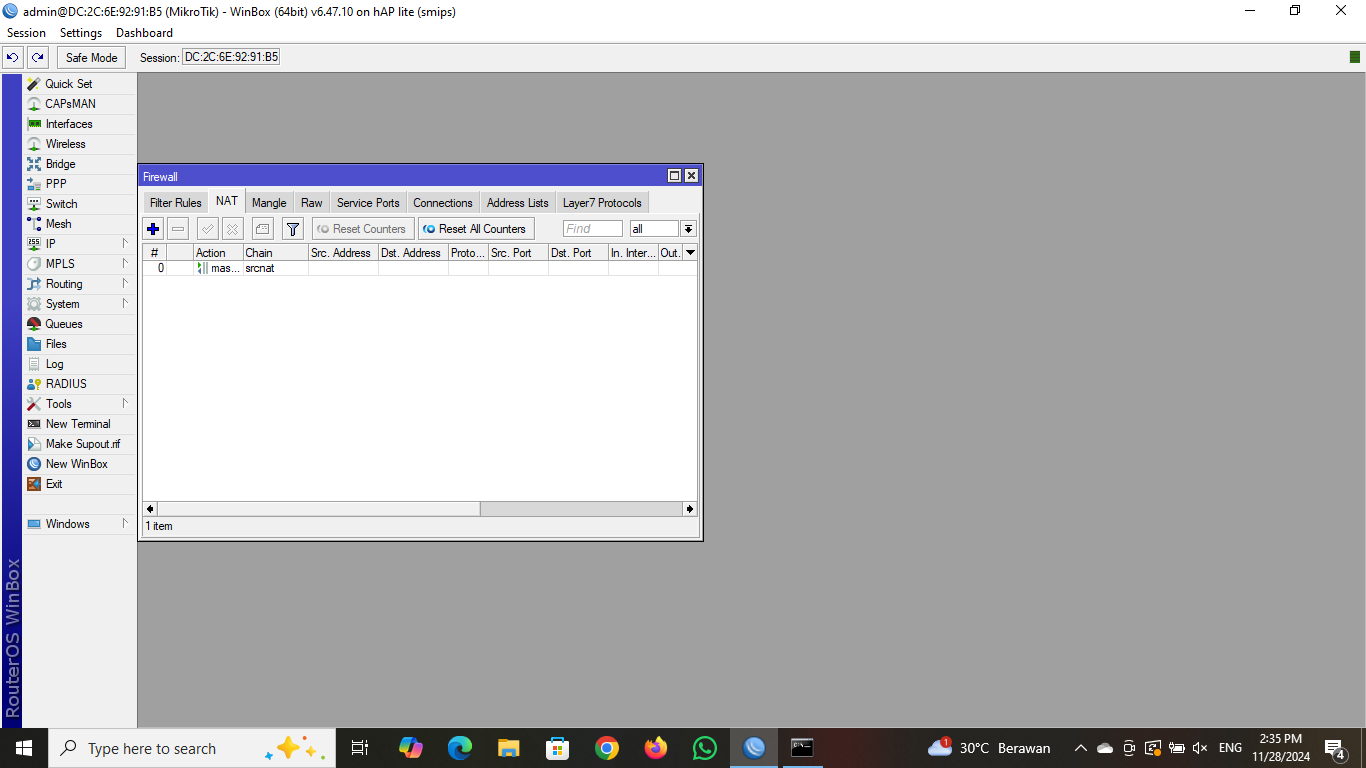 admin@DC:2C:6E:92:91:B5 (MikroTik) - WinBox (64bit) v6.47.10 on hAP lite (smips)
Session Settings Dashboard
Safe Mode Session: DC:2C:6E:92:91:B5
Quick Set
CAPsMAN
Interfaces
Wireless
Bridge
PPP
Switch
Mesh
IP
MPLS
Routing
System
Queues
Files
Log
RADIUS
Tools
New Terminal
Make Supout.rif
New WinBox
Exit
Windows
RouterOS WinBox
Firewall
Filter Rules NAT Mangle Raw Service Ports Connections Address Lists Layer7 Protocols
Reset Counters Reset All Counters Find all
# Action Chain Src. Address Dst. Address Proto... Src. Port Dst. Port In. Inter... Out.
0 mas... srcnat
1 item
Type here to search
1 30°C Berawan ENG 2:35 PM
11/28/2024 4